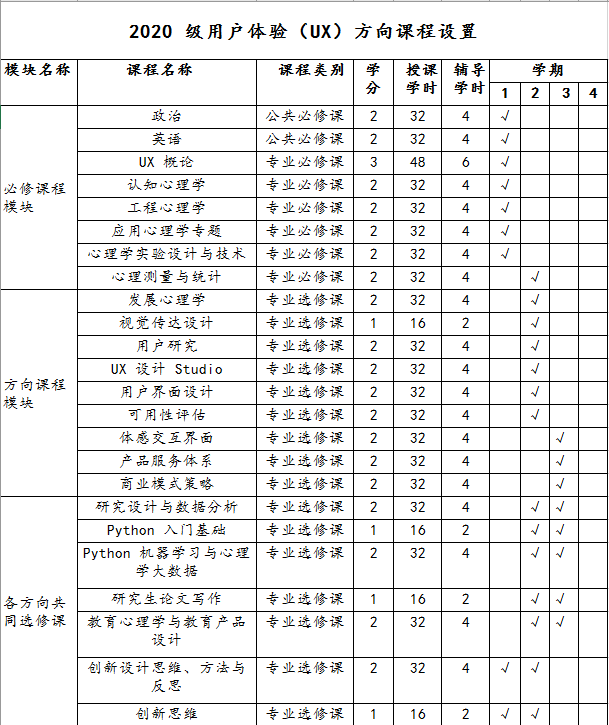 2020 级用户体验（UX）方向课程设置
模块名称 课程名称 课程类别 学分 授课学时 辅导学时 学期
1 2 3 4
必修课程模块
政治 公共必修课 2 32 4 √
英语 公共必修课 2 32 4 √
UX 概论 专业必修课 3 48 6 √
认知心理学 专业必修课 2 32 4 √
工程心理学 专业必修课 2 32 4 √
应用心理学专题 专业必修课 2 32 4 √
心理学实验设计与技术 专业必修课 2 32 4 √
心理测量与统计 专业必修课 2 32 4 √
方向课程模块
发展心理学 专业选修课 2 32 4 √
视觉传达设计 专业选修课 1 16 2 √
用户研究 专业选修课 2 32 4 √
UX 设计 Studio 专业选修课 2 32 4 √
用户界面设计 专业选修课 2 32 4 √
可用性评估 专业选修课 2 32 4 √
体感交互界面 专业选修课 2 32 4 √
产品服务体系 专业选修课 2 32 4 √
商业模式策略 专业选修课 2 32 4 √
各方向共同选修课
研究设计与数据分析 专业选修课 2 32 4 √ √
Python 入门基础 专业选修课 1 16 2 √ √
Python 机器学习与心理学大数据 专业选修课 2 32 4 √ √
研究生论文写作 专业选修课 1 16 2 √ √
教育心理学与教育产品设计 专业选修课 2 32 4 √ √
创新设计思维、方法与反思 专业选修课 2 32 4 √ √
创新思维 专业选修课 1 16 2 √ √